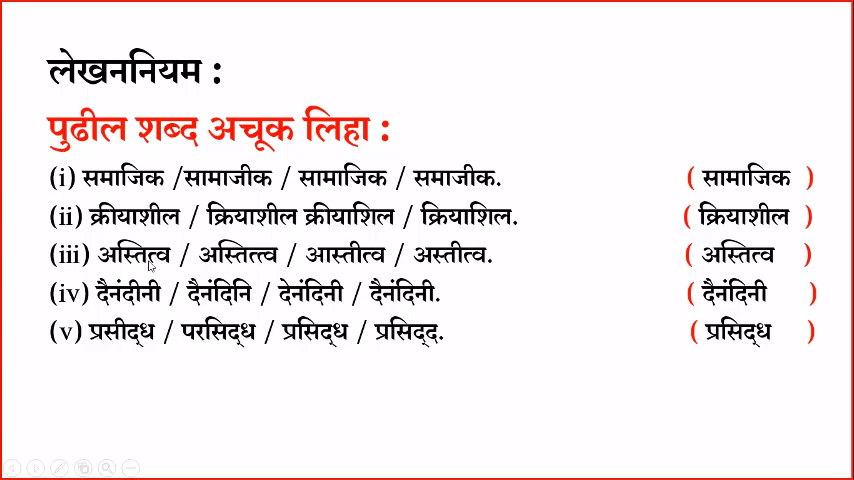 लेखननियम :
पुढील शब्द अचूक लिहा :
(i) समाजिक /सामाजीक / सामाजिक / समाजीक. ( सामाजिक )
(ii) क्रीयाशील / क्रियाशील क्रीयाशिल / क्रियाशिल. ( क्रियाशील )
(iii) अस्तित्व / अस्तित्त्व / आस्तीत्व / अस्तीत्व. ( अस्तित्व )
(iv) दैनंदीनी / दैनंदिनि / देनंदिनी / दैनंदिनी. ( दैनंदिनी )
(v) प्रसीद्ध / परसिद्ध / प्रसिद्ध / प्रसिद्द. ( प्रसिद्ध )